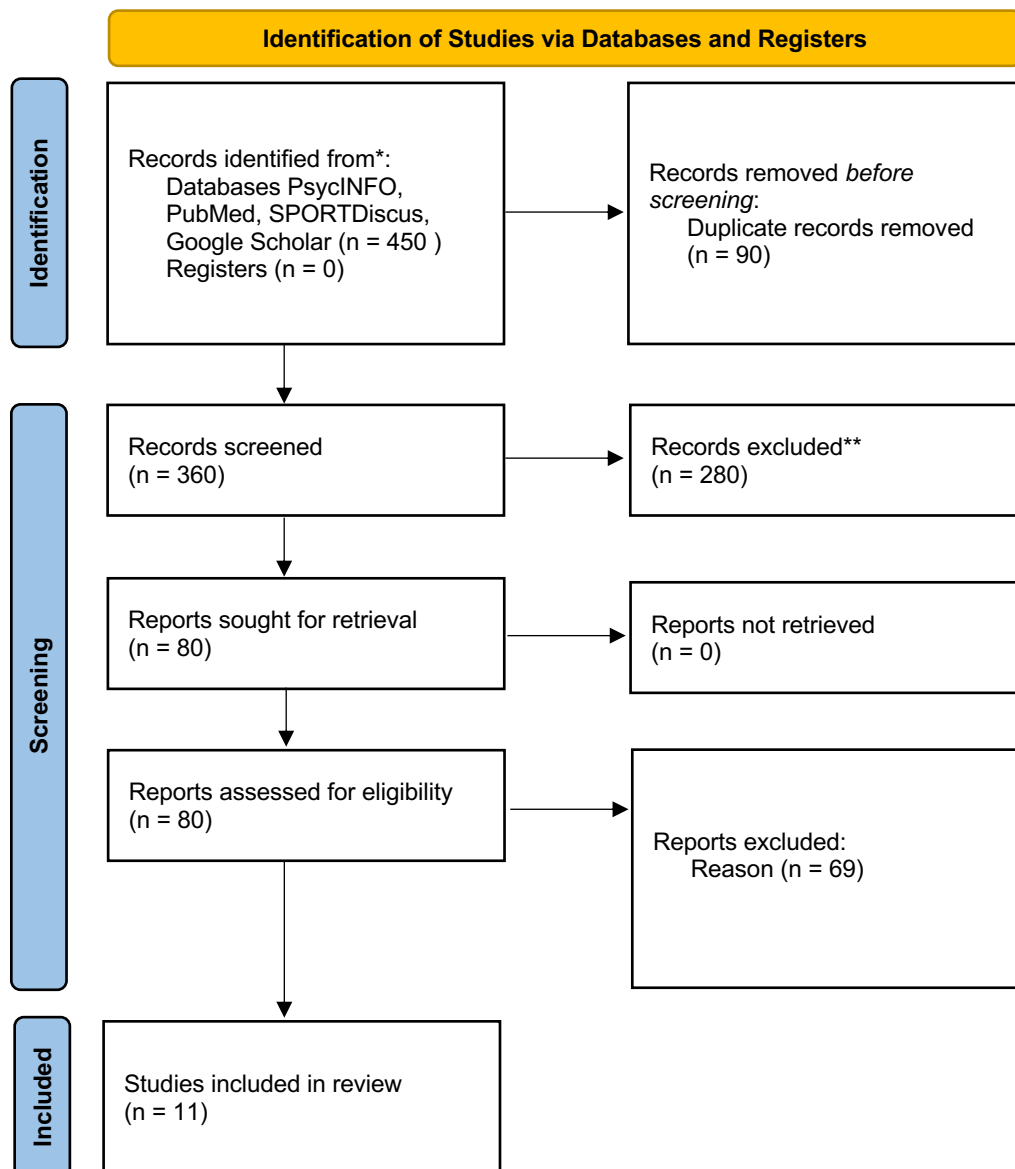 Identification of Studies via Databases and Registers
Identification
Records identified from*:
Databases PsycINFO,
PubMed, SPORTDiscus,
Google Scholar (n = 450 )
Registers (n = 0)
Records removed before
screening:
Duplicate records removed
(n = 90)
Screening
Records screened
(n = 360)
Records excluded**
(n = 280)
Reports sought for retrieval
(n = 80)
Reports not retrieved
(n = 0)
Reports assessed for eligibility
(n = 80)
Reports excluded:
Reason (n = 69)
Included
Studies included in review
(n = 11)